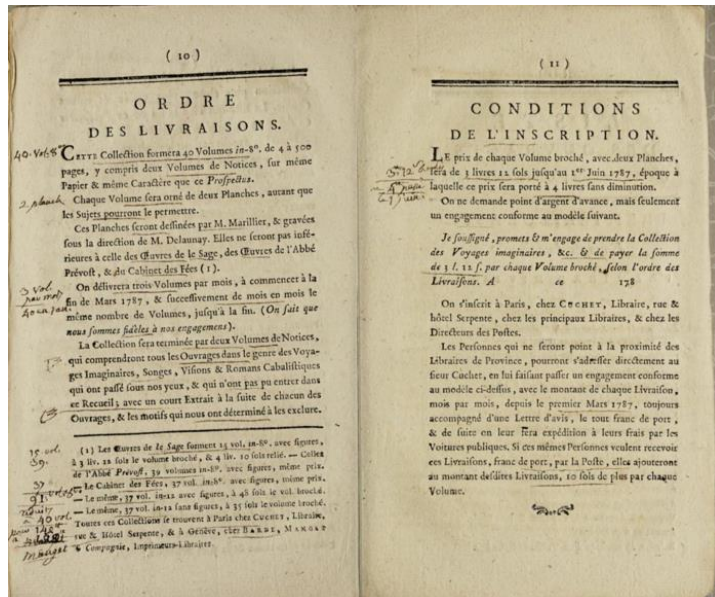 ( 10 )
ORDRE
DES LIVRAISONS.
40. Vol. 8°
CETTE Collection formera 40 Volumes in-8°. de 4 à 500
pages, y compris deux Volumes de Notices, sur même
Papier & même Caractère que ce Prospectus.
2 planch.
Chaque Volume sera orné de deux Planches, autant que
les Sujets pourront le permettre.
Ces Planches seront dessinées par M. Marillier, & gravées
sous la direction de M. Delaunay. Elles ne seront pas infé-
rieures à celle des Œuvres de le Sage, des Œuvres de l'Abbé
Prévost, & du Cabinet des Fées (1).
3 Vol.
par mois
On délivrera trois Volumes par mois, à commencer à la
fin de Mars 1787, & successivement de mois en mois le
même nombre de Volumes, jusqu'à la fin. (On sait que
nous sommes fidèles à nos engagemens).
La Collection sera terminée par deux Volumes de Notices,
qui comprendront tous les Ouvrages dans le genre des Voya-
ges Imaginaires, Songes, Visions & Romans Cabalistiques
qui ont passé sous nos yeux, & qui n'ont pas pu entrer dans
ce Recueil; avec un court Extrait à la suite de chacun des
Ouvrages, & les motifs qui nous ont déterminé à les exclure.
15 vol.
39.
37
91
40 vol
(1) Les Œuvres de le Sage forment 15 vol. in-8°. avec figures,
à 3 liv. 12 sols le volume broché, & 4 liv. 10 sols relié. — Celles
de l'Abbé Prévost, 39 volumes in-8°. avec figures, même prix.
— Le Cabinet des Fées, 37 vol. in-8°. avec figures, même prix.
— Le même, 37 vol. in-12 avec figures, à 48 sols le vol. broché.
— Le même, 37 vol. in-12 sans figures, à 35 sols le volume broché.
Toutes ces Collections se trouvent à Paris chez CUCHET, Libraire,
rue & Hôtel Serpente, & à Genève, chez BARDE, MANGET
& Compagnie, Imprimeurs-Libraires.
manget
( 11 )
CONDITIONS
DE L'INSCRIPTION.
3. 12
LE prix de chaque Volume broché, avec deux Planches,
sera de 3 livres 12 sols jusqu'au 1er Juin 1787, époque à
laquelle ce prix sera porté à 4 livres sans diminution.
On ne demande point d'argent d'avance, mais seulement
un engagement conforme au modèle suivant.
Je soussigné, promets & m'engage de prendre la Collection
des Voyages imaginaires, &c. & de payer la somme
de 3 l. 12 s. par chaque Volume broché, selon l'ordre des
Livraisons. A ce 178
On s'inscrit à Paris, chez CUCHET, Libraire, rue &
hôtel Serpente, chez les principaux Libraires, & chez les
Directeurs des Postes.
Les Personnes qui ne seront point à la proximité des
Libraires de Province, pourront s'adresser directement au
sieur Cuchet, en lui faisant passer un engagement conforme
au modèle ci-dessus, avec le montant de chaque Livraison,
mois par mois, depuis le premier Mars 1787, toujours
accompagné d'une Lettre d'avis, le tout franc de port,
& de suite on leur fera expédition à leurs frais par les
Voitures publiques. Si ces mêmes Personnes veulent recevoir
ces Livraisons, franc de port, par la Poste, elles ajouteront
au montant desdites Livraisons, 10 sols de plus par chaque
Volume.